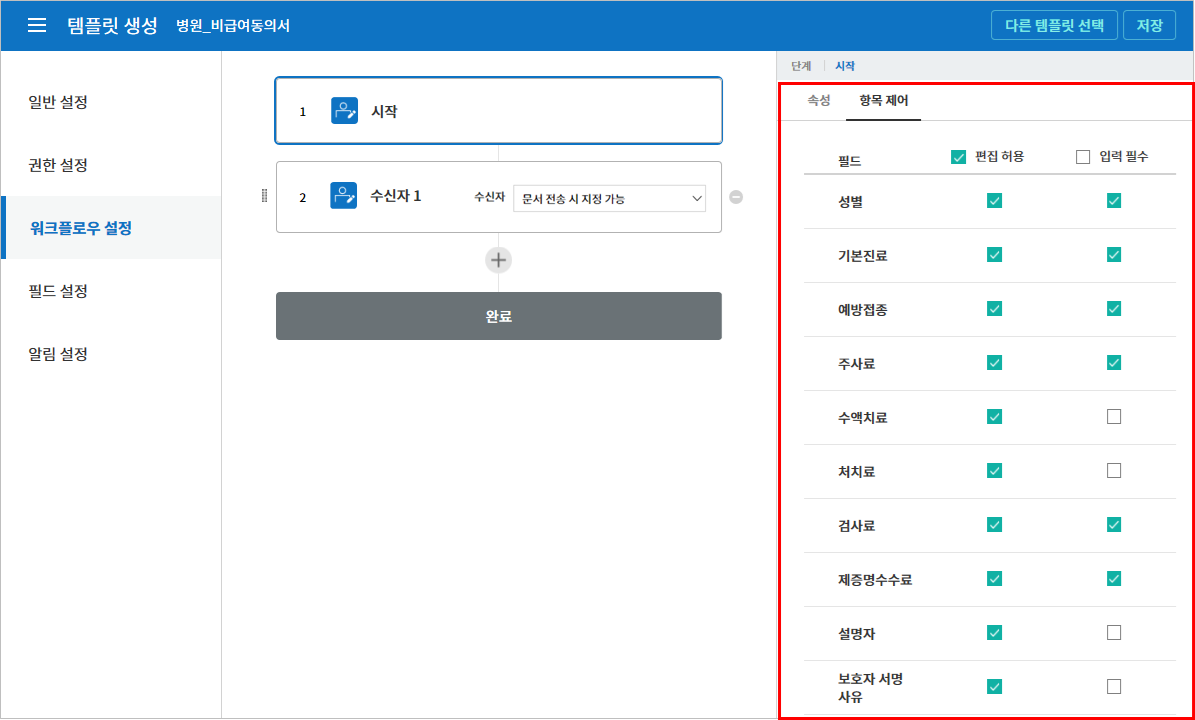 템플릿 생성 병원_비급여동의서 다른 템플릿 선택 저장
일반 설정
권한 설정
워크플로우 설정
필드 설정
알림 설정
1 시작
2 수신자 1 수신자 문서 전송 시 지정 가능
완료
단계 시작
속성 항목 제어
필드 편집 허용 입력 필수
성별
기본진료
예방접종
주사료
수액치료
처치료
검사료
제증명수수료
설명자
보호자 서명
사유